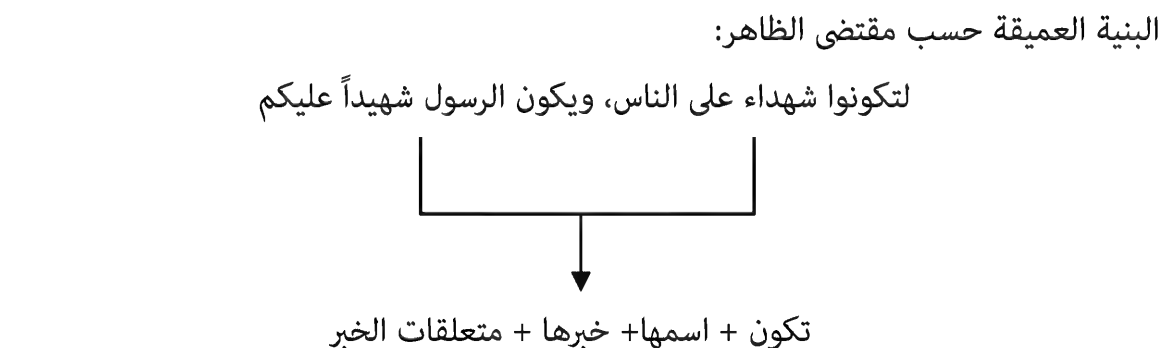 البنية العميقة حسب مقتضى الظاهر:
لتكونوا شهداء على الناس، ويكون الرسول شهيداً عليكم
تكون + اسمها+ خبرها + متعلقات الخبر